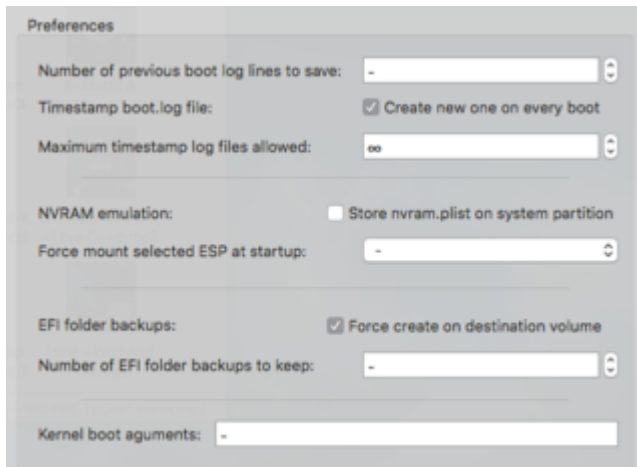 Preferences
Number of previous boot log lines to save: -
Timestamp boot.log file: Create new one on every boot
Maximum timestamp log files allowed: ∞
NVRAM emulation: Store nvram.plist on system partition
Force mount selected ESP at startup: -
EFI folder backups: Force create on destination volume
Number of EFI folder backups to keep: -
Kernel boot aguments: -